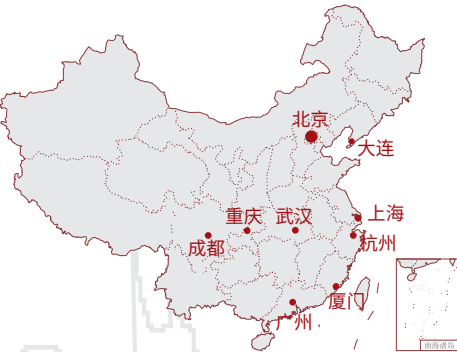 北京
大连
上海
重庆
武汉
杭州
成都
厦门
广州
南海诸岛